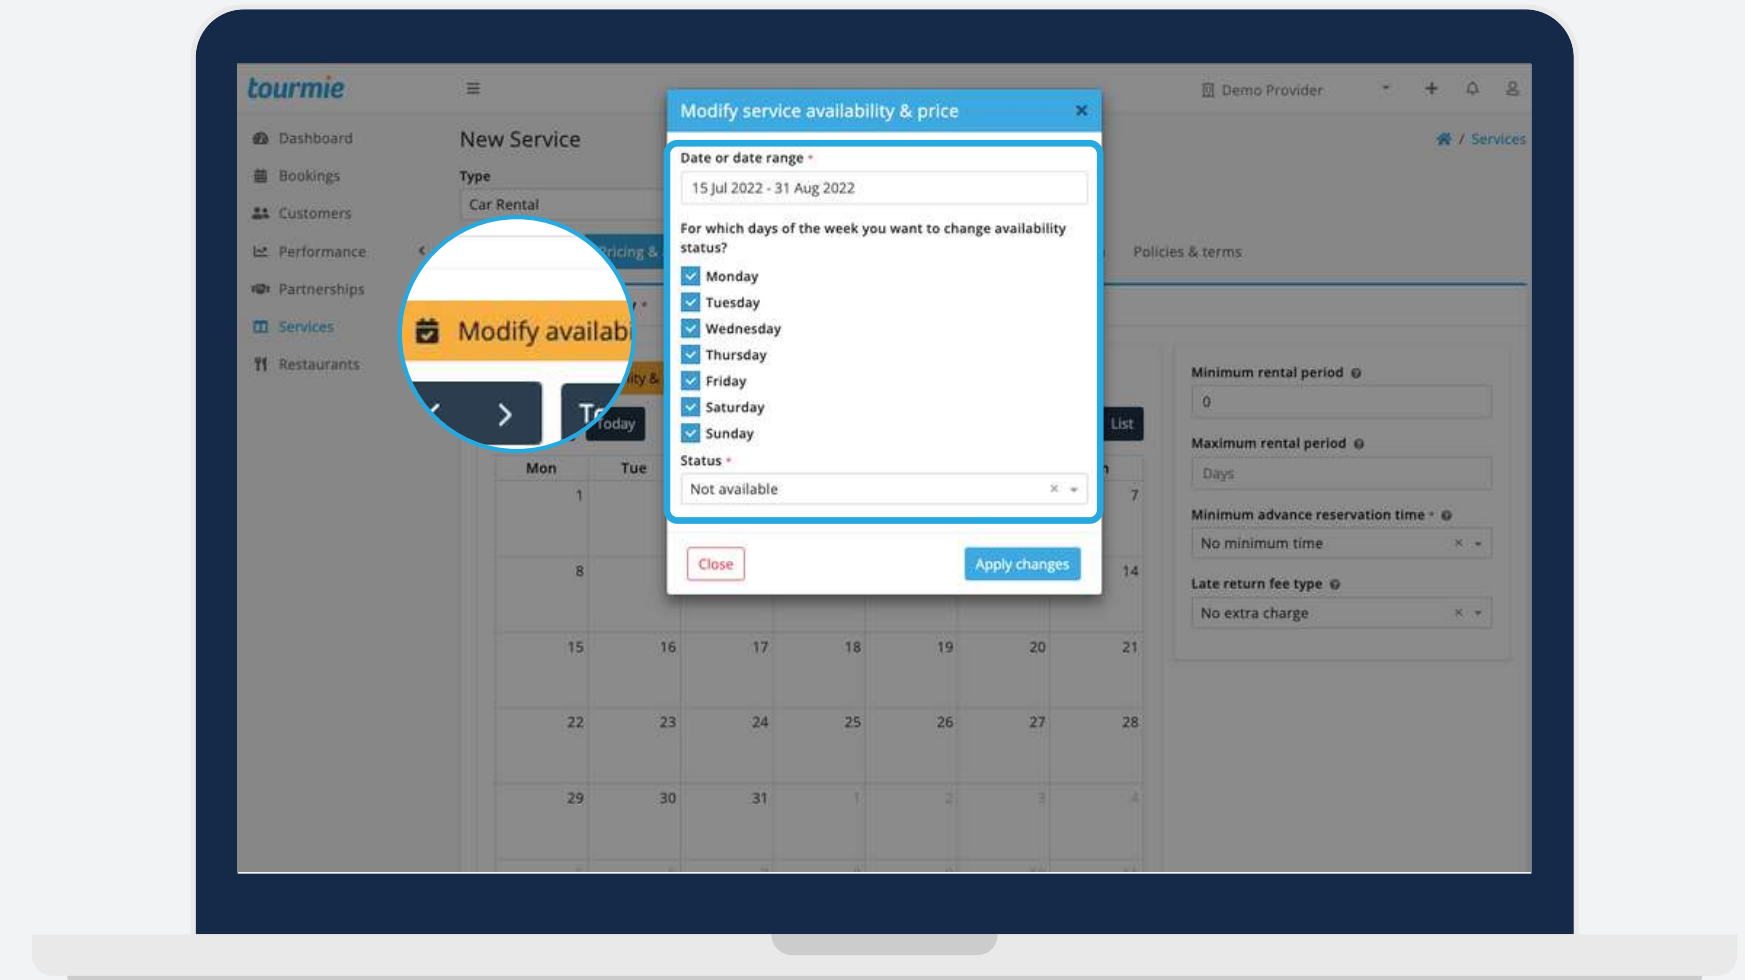 tourmie
Demo Provider
Modify service availability & price
Dashboard
Bookings
Customers
Performance
Partnerships
Services
Restaurants
New Service
/ Services
Type
Car Rental
Pricing &
Policies & terms
Modify availabi
ity &
Today
List
Date or date range *
15 Jul 2022 - 31 Aug 2022
For which days of the week you want to change availability
status?
Monday
Tuesday
Wednesday
Thursday
Friday
Saturday
Sunday
Status *
Not available
Close
Apply changes
Mon Tue
1 7
8 14
15 16 17 18 19 20 21
22 23 24 25 26 27 28
29 30 31 1 2 3 4
Minimum rental period
0
Maximum rental period
Days
Minimum advance reservation time *
No minimum time
Late return fee type
No extra charge